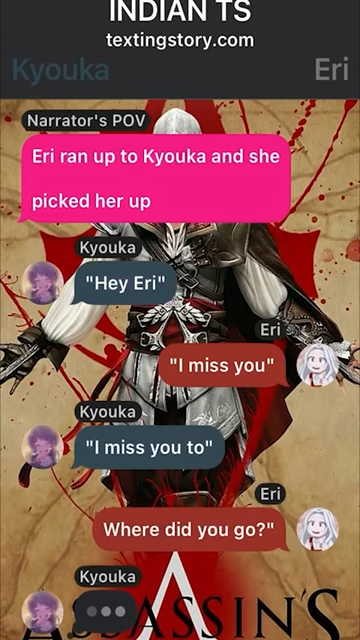 INDIAN TS
textingstory.com
Kyouka
Eri
Narrator's POV
Eri ran up to Kyouka and she
picked her up
Kyouka
"Hey Eri"
Eri
"I miss you"
Kyouka
"I miss you to"
Eri
Where did you go?"
Kyouka
ASSASSIN'S